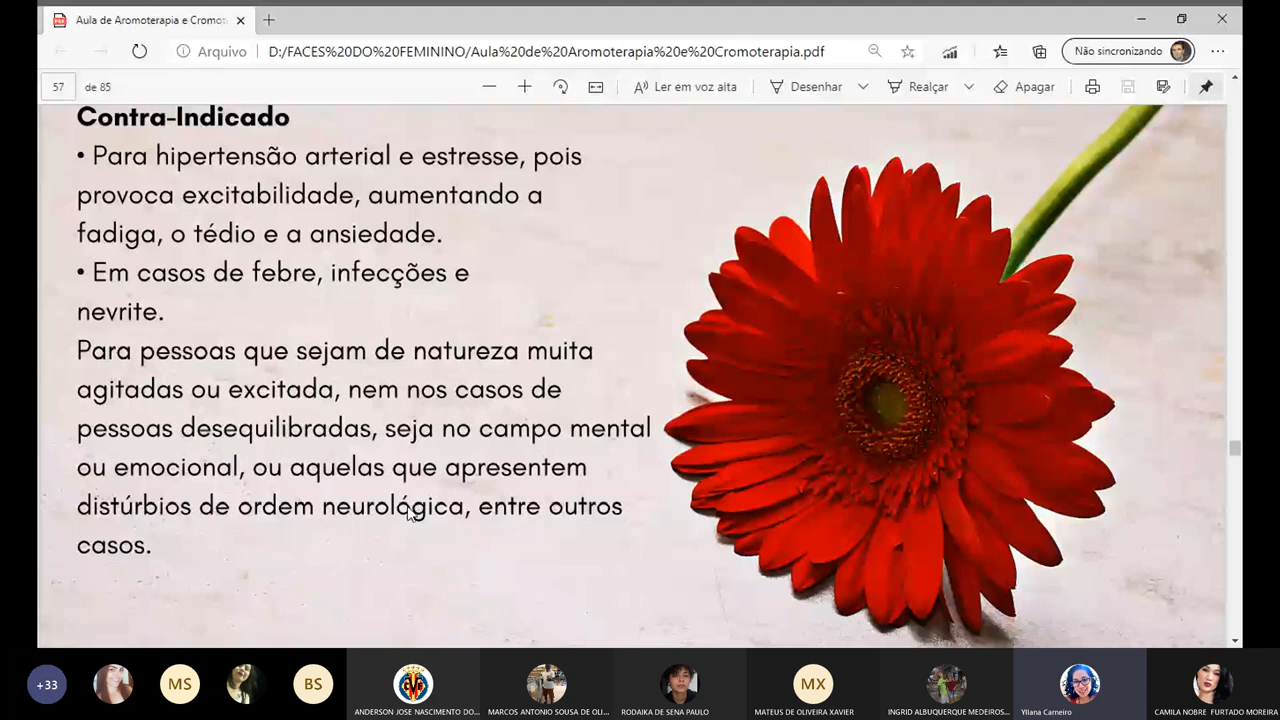 Aula de Aromoterapia e Cromot
Arquivo
D:/FACES%20DO%20FEMININO/Aula%20de%20Aromoterapia%20e%20Cromoterapia.pdf
Não sincronizando
57 de 85
Ler em voz alta
Desenhar
Realçar
Apagar
Contra-Indicado
• Para hipertensão arterial e estresse, pois
provoca excitabilidade, aumentando a
fadiga, o tédio e a ansiedade.
• Em casos de febre, infecções e
nevrite.
Para pessoas que sejam de natureza muita
agitadas ou excitada, nem nos casos de
pessoas desequilibradas, seja no campo mental
ou emocional, ou aquelas que apresentem
distúrbios de ordem neurológica, entre outros
casos.
+33
MS
BS
MX
ANDERSON JOSE NASCIMENTO DO...
MARCOS ANTONIO SOUSA DE OLI...
RODAIKA DE SENA PAULO
MATEUS DE OLIVEIRA XAVIER
INGRID ALBUQUERQUE MEDEIROS...
Yllana Carneiro
CAMILA NOBRE FURTADO MOREIRA